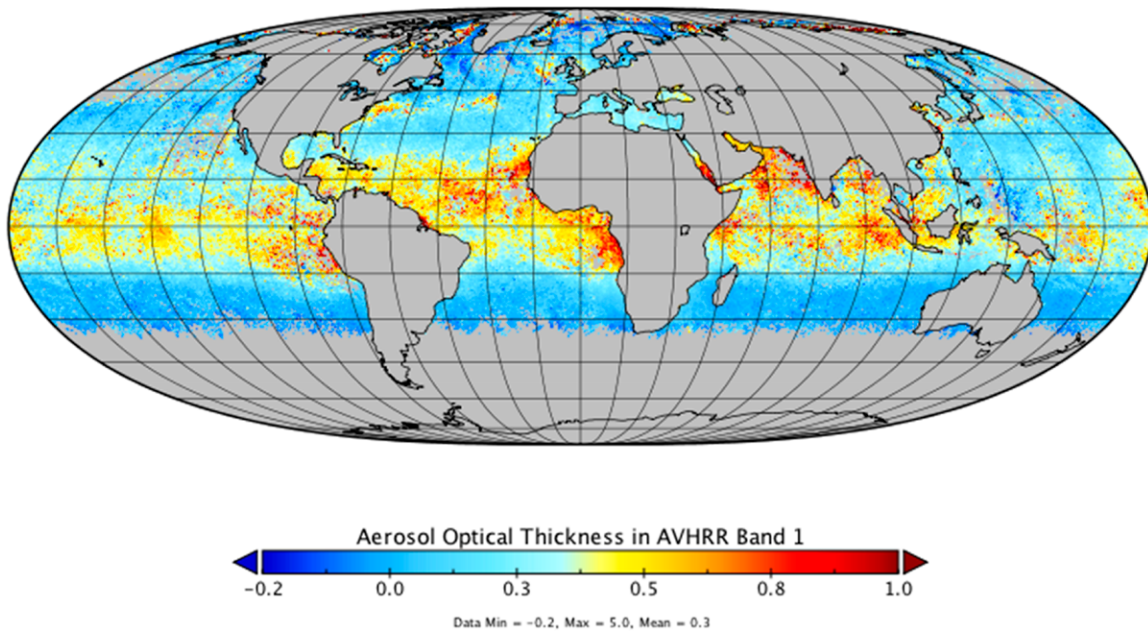 Aerosol Optical Thickness in AVHRR Band 1
−0.2 0.0 0.3 0.5 0.8 1.0
Data Min = −0.2, Max = 5.0, Mean = 0.3